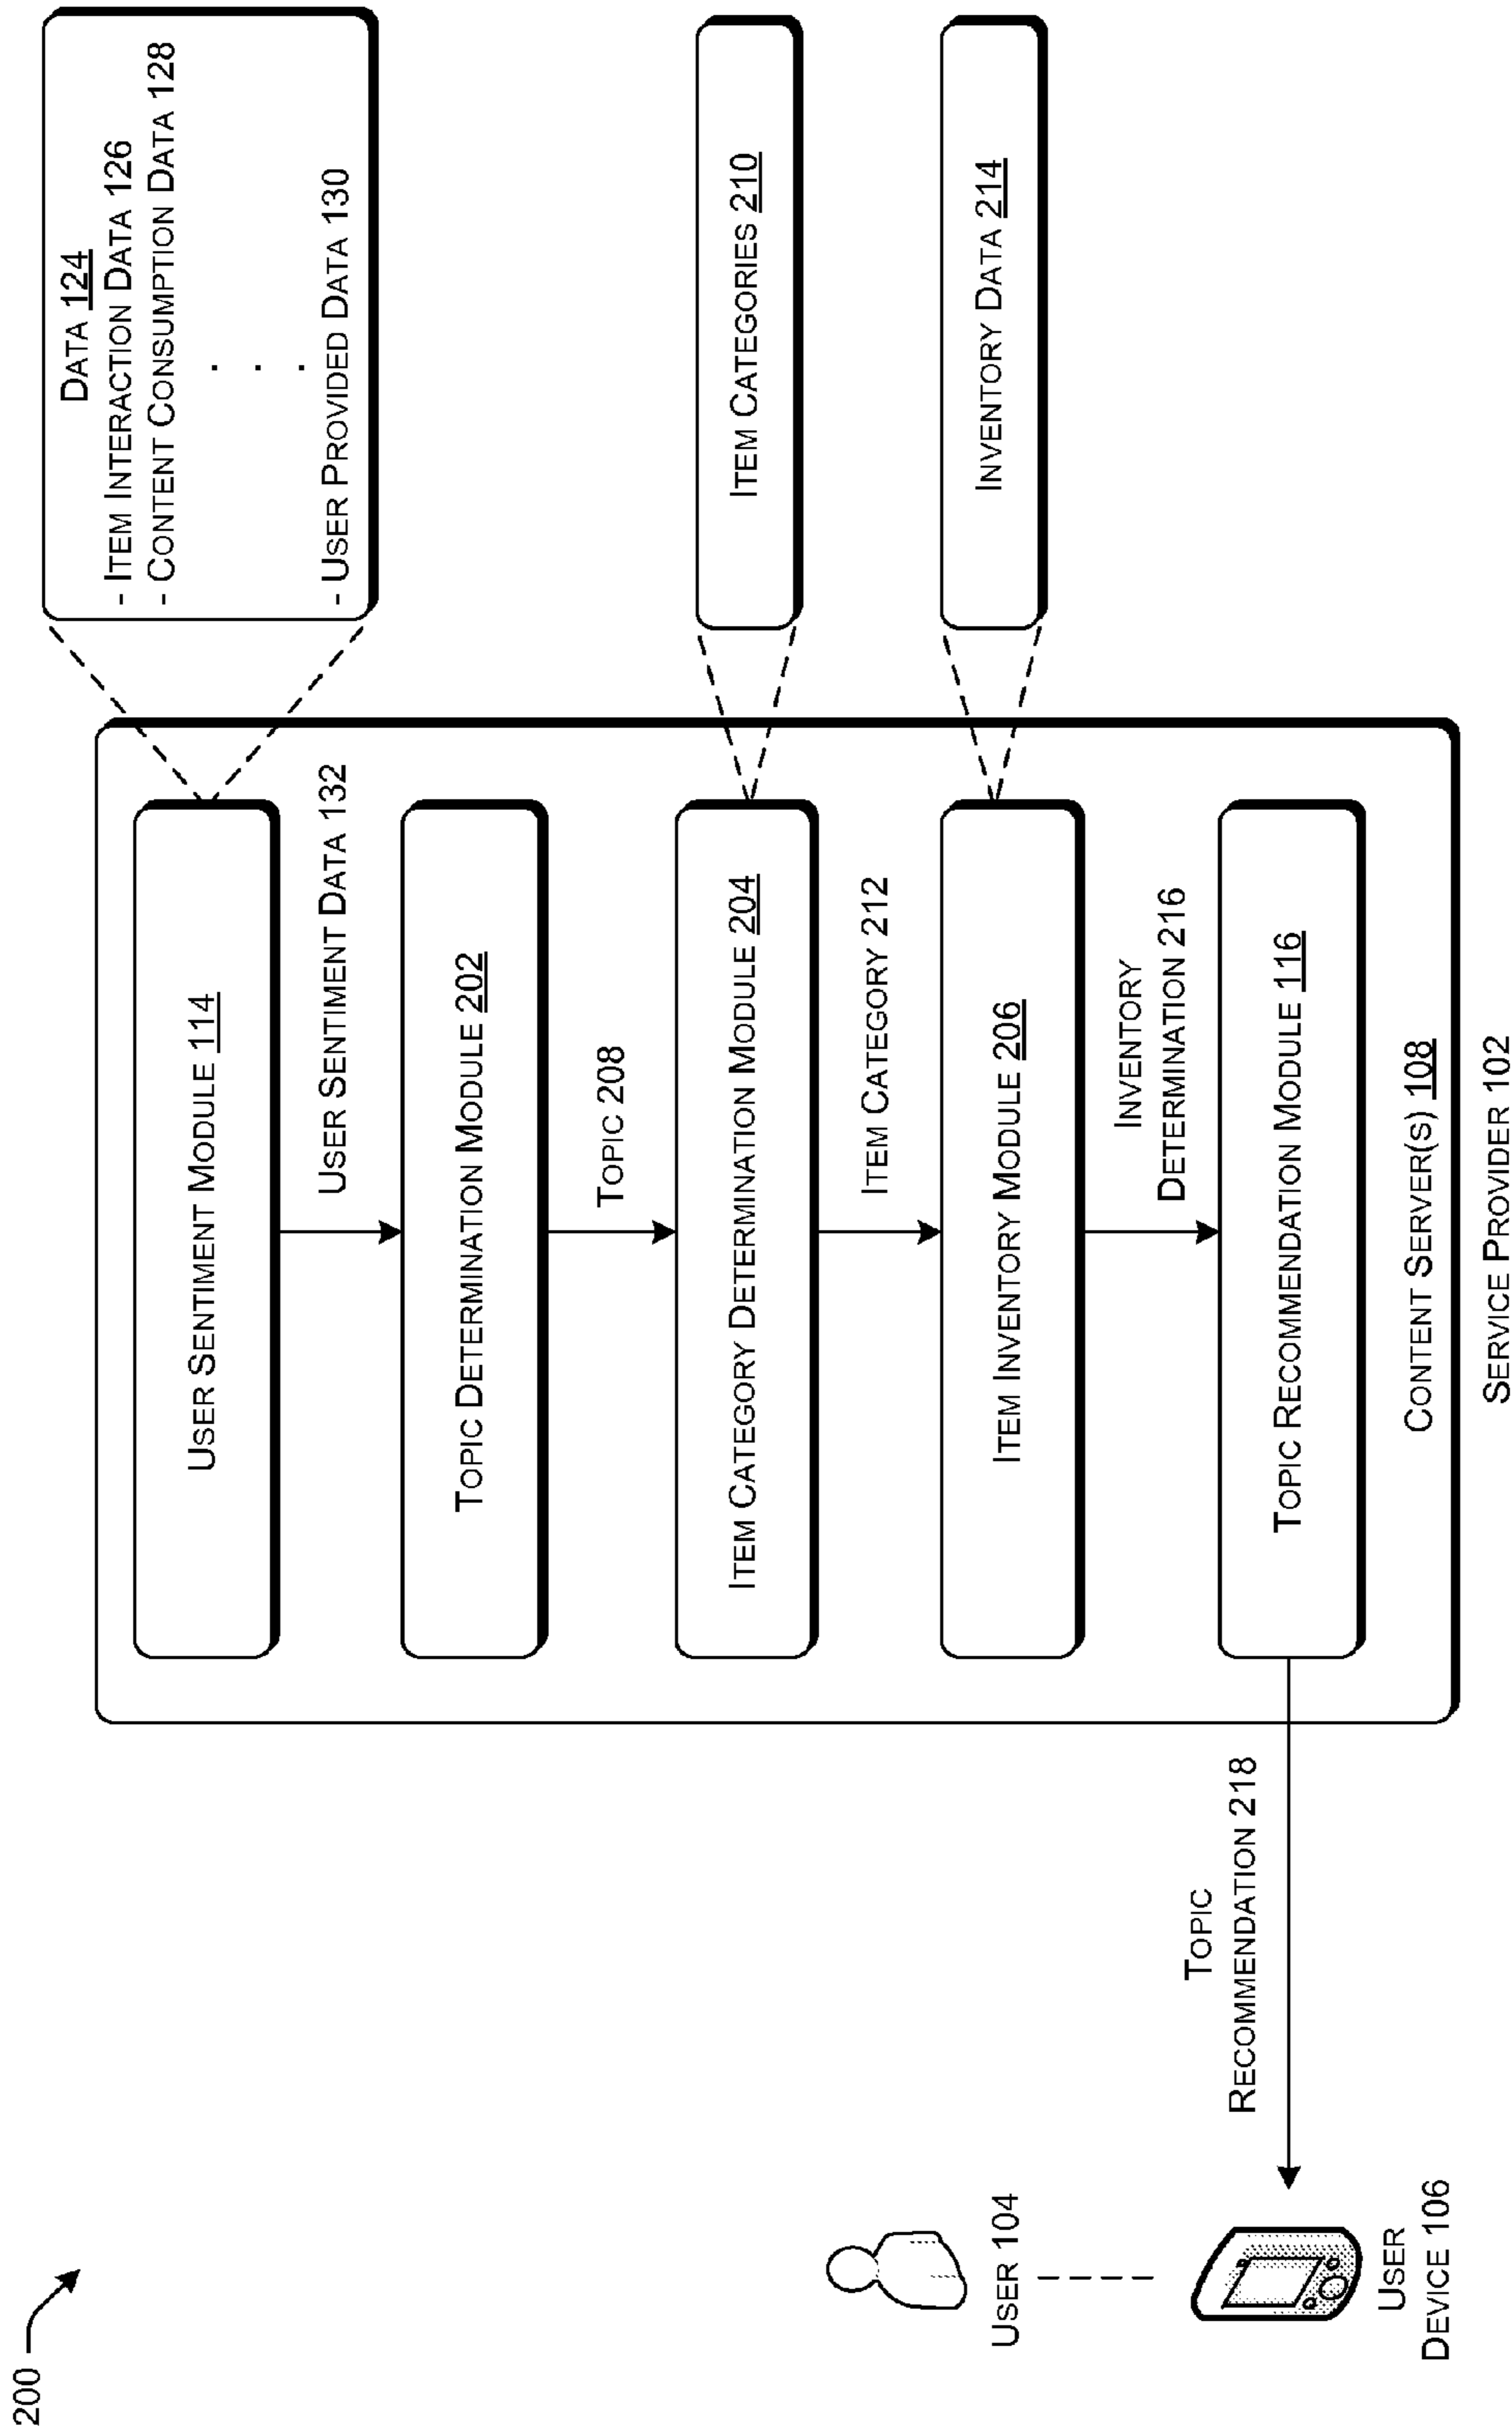 200
DATA 124
- ITEM INTERACTION DATA 126
- CONTENT CONSUMPTION DATA 128
.
.
.
- USER PROVIDED DATA 130
USER SENTIMENT MODULE 114
USER SENTIMENT DATA 132
TOPIC DETERMINATION MODULE 202
TOPIC 208
ITEM CATEGORY DETERMINATION MODULE 204
ITEM CATEGORIES 210
ITEM CATEGORY 212
ITEM INVENTORY MODULE 206
INVENTORY DATA 214
INVENTORY
DETERMINATION 216
TOPIC RECOMMENDATION MODULE 116
TOPIC
RECOMMENDATION 218
USER 104
USER
DEVICE 106
CONTENT SERVER(S) 108
SERVICE PROVIDER 102